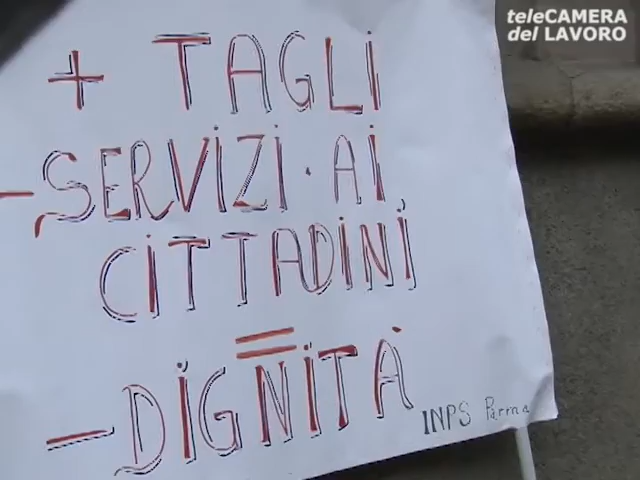 teleCAMERA
del LAVORO
+ TAGLI
- SERVIZI · AI
CITTADINI
=
- DIGNITÀ
INPS Parma